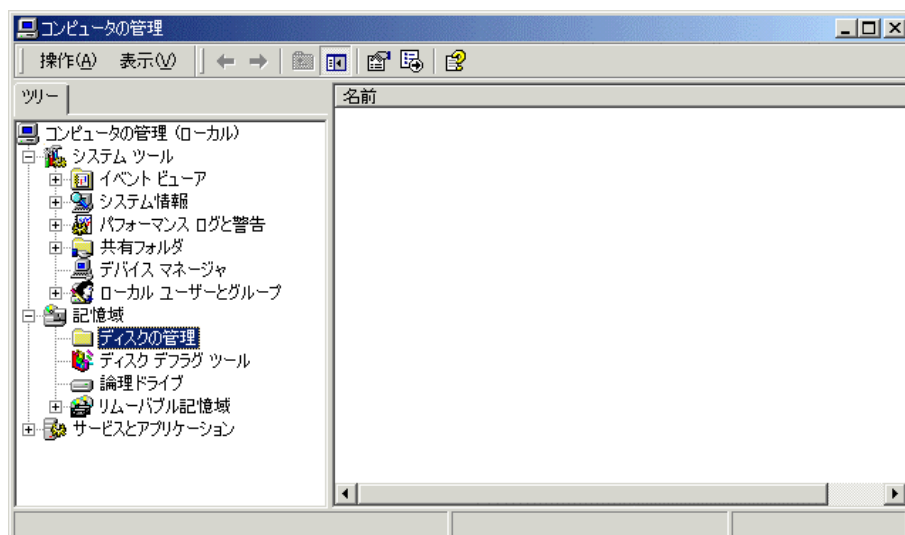 コンピュータの管理
操作(A) 表示(V)
ツリー
名前
コンピュータの管理 (ローカル)
システム ツール
イベント ビューア
システム情報
パフォーマンス ログと警告
共有フォルダ
デバイス マネージャ
ローカル ユーザーとグループ
記憶域
ディスクの管理
ディスク デフラグ ツール
論理ドライブ
リムーバブル記憶域
サービスとアプリケーション